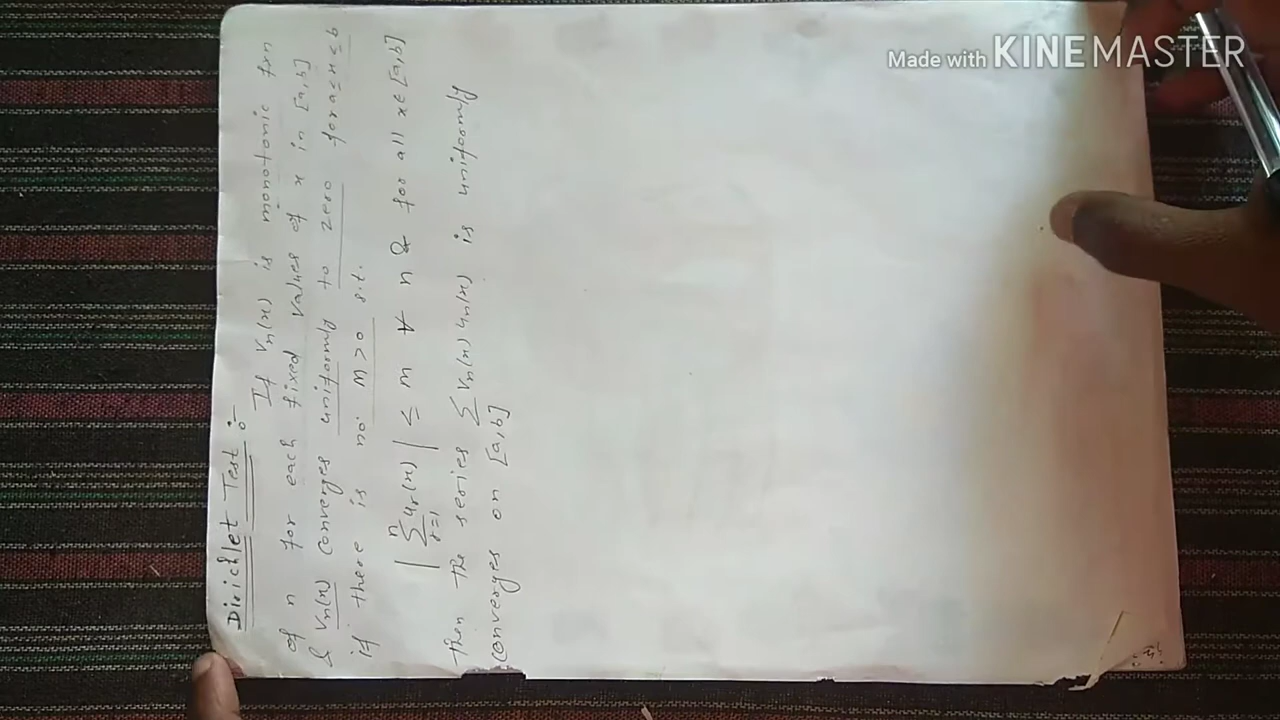 Dirichlet Test :-
If Vn(x) is monotonic fxn
of n for each fixed values of x in [a,b]
& Vn(x) converges uniformly to zero for a≤x≤b
if there is no. M>0 s.t.
| n∑r=1 ur(x) | ≤ M ∀ n & for all x∈[a,b]
Then the series ∑ Vn(x) un(x) is uniformly
converges on [a,b]
Made with KINEMASTER